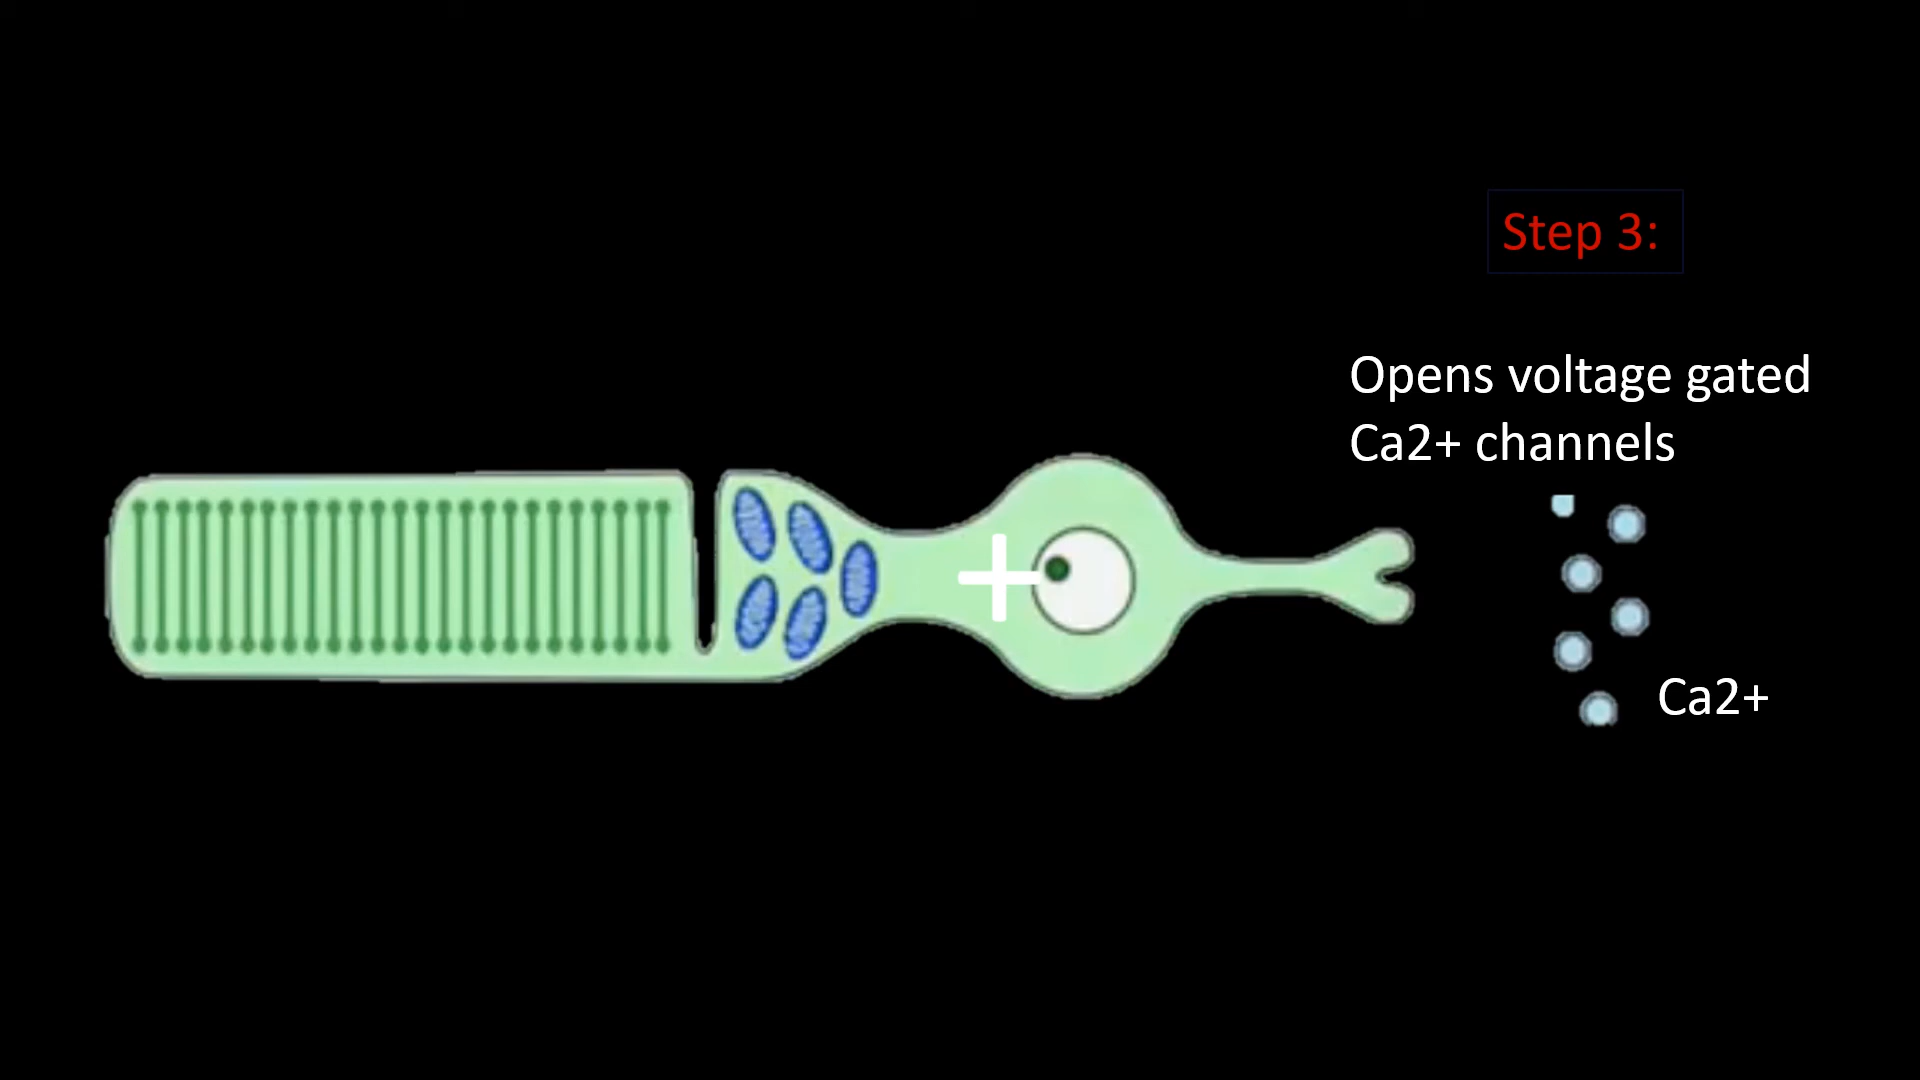 Step 3:
Opens voltage gated
Ca2+ channels
+
Ca2+